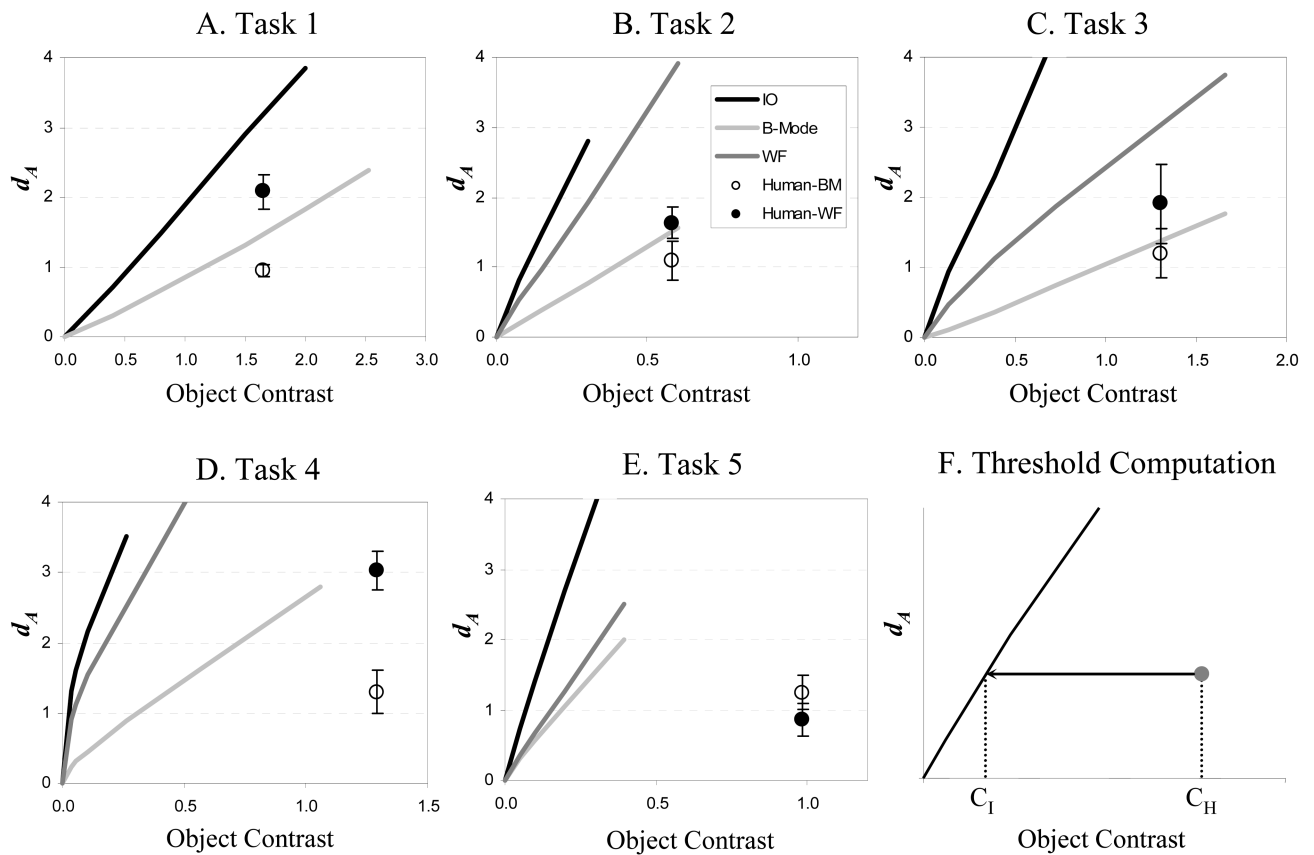 A. Task 1
B. Task 2
C. Task 3
4
3
2
1
0
d_A
0.0 0.5 1.0 1.5 2.0 2.5 3.0
Object Contrast
4
3
2
1
0
d_A
IO
B-Mode
WF
Human-BM
Human-WF
0.0 0.5 1.0
Object Contrast
4
3
2
1
0
d_A
0.0 0.5 1.0 1.5 2.0
Object Contrast
D. Task 4
E. Task 5
F. Threshold Computation
4
3
2
1
0
d_A
0.0 0.5 1.0 1.5
Object Contrast
4
3
2
1
0
d_A
0.0 0.5 1.0
Object Contrast
d_A
C_I C_H
Object Contrast